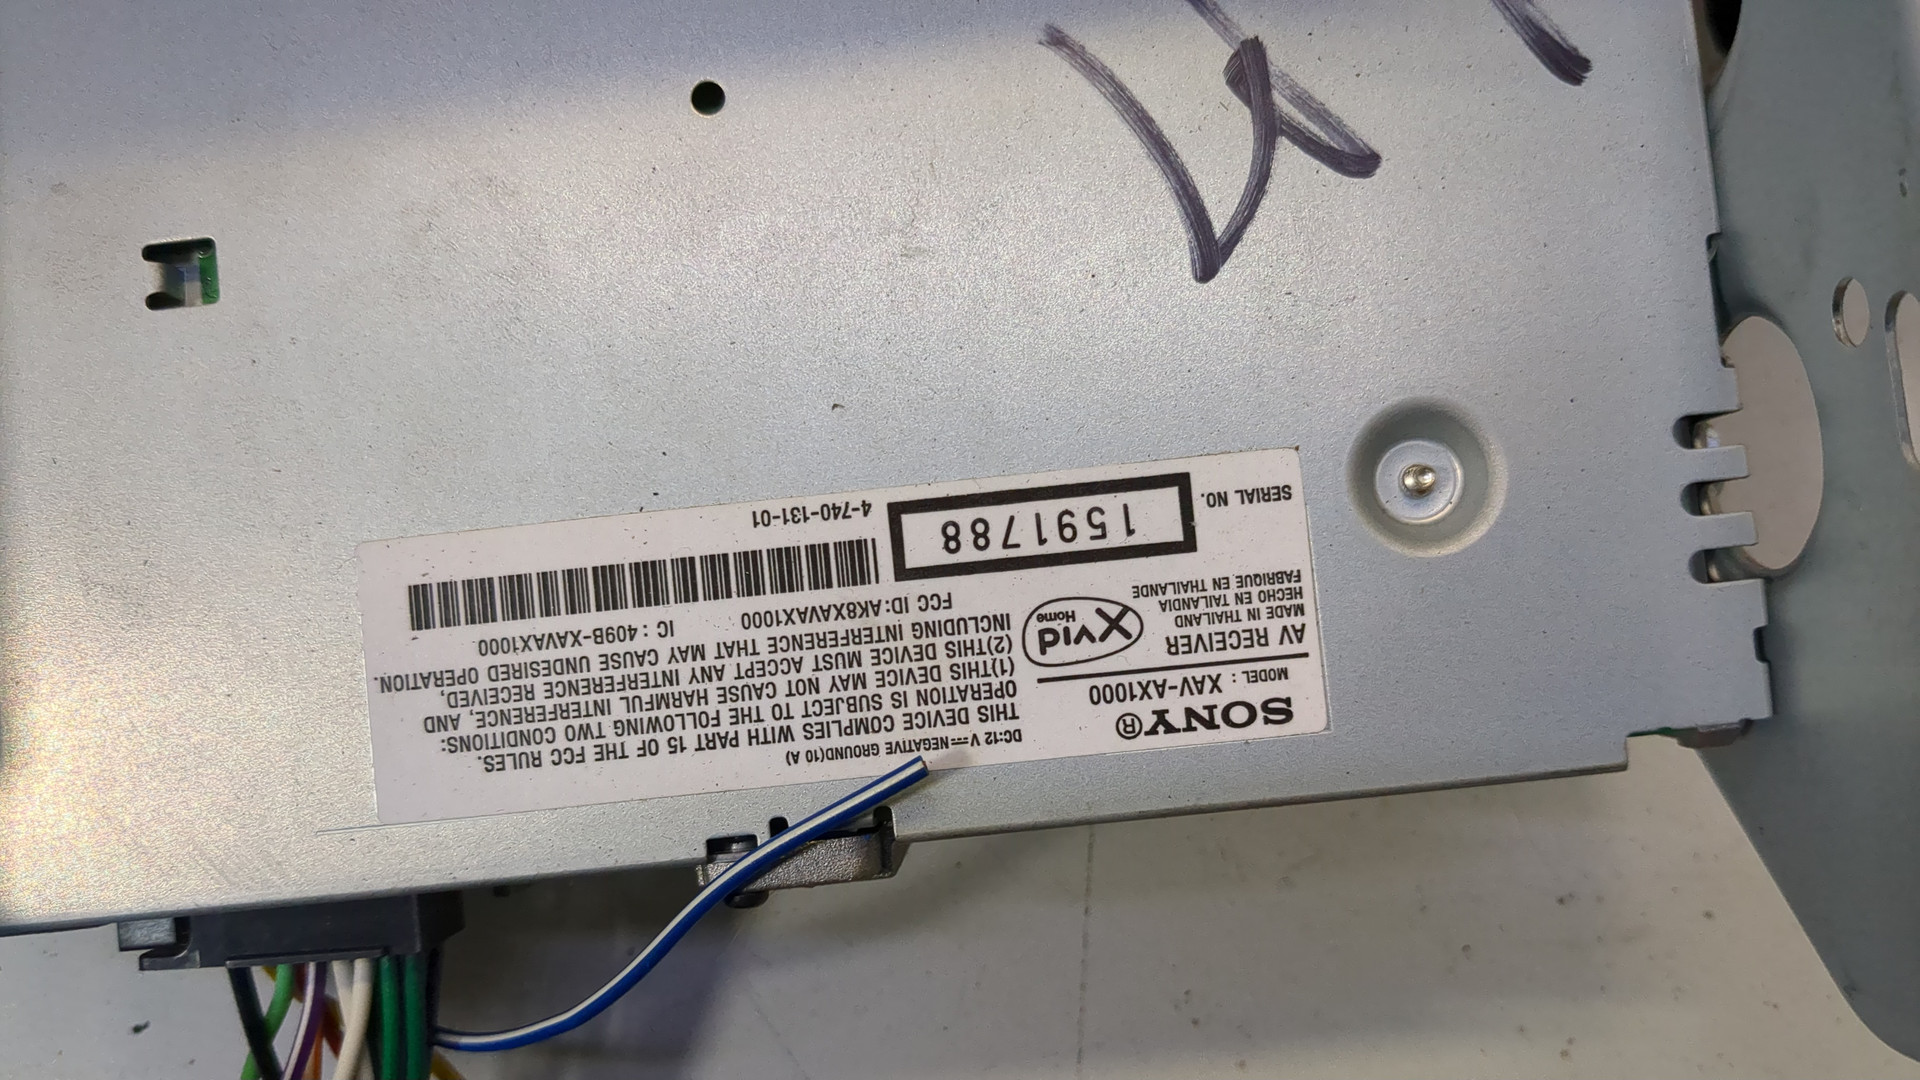 SONY®
MODEL : XAV-AX1000
AV RECEIVER
MADE IN THAILAND
HECHO EN TAILANDIA
FABRIQUE EN THAILANDE
Xvid
Home
SERIAL NO.
1591788
DC:12 V NEGATIVE GROUND(10 A)
THIS DEVICE COMPLIES WITH PART 15 OF THE FCC RULES.
OPERATION IS SUBJECT TO THE FOLLOWING TWO CONDITIONS:
(1)THIS DEVICE MAY NOT CAUSE HARMFUL INTERFERENCE, AND
(2)THIS DEVICE MUST ACCEPT ANY INTERFERENCE RECEIVED,
INCLUDING INTERFERENCE THAT MAY CAUSE UNDESIRED OPERATION.
FCC ID:AK8XAVAX1000 IC : 409B-XAVAX1000
4-740-131-01